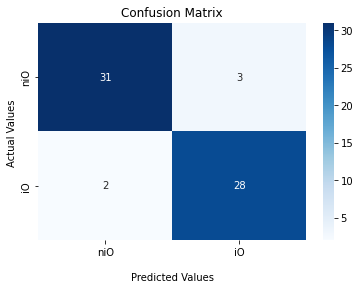 Confusion Matrix
Actual Values
niO
31
3
iO
2
28
niO
iO
Predicted Values
30
25
20
15
10
5